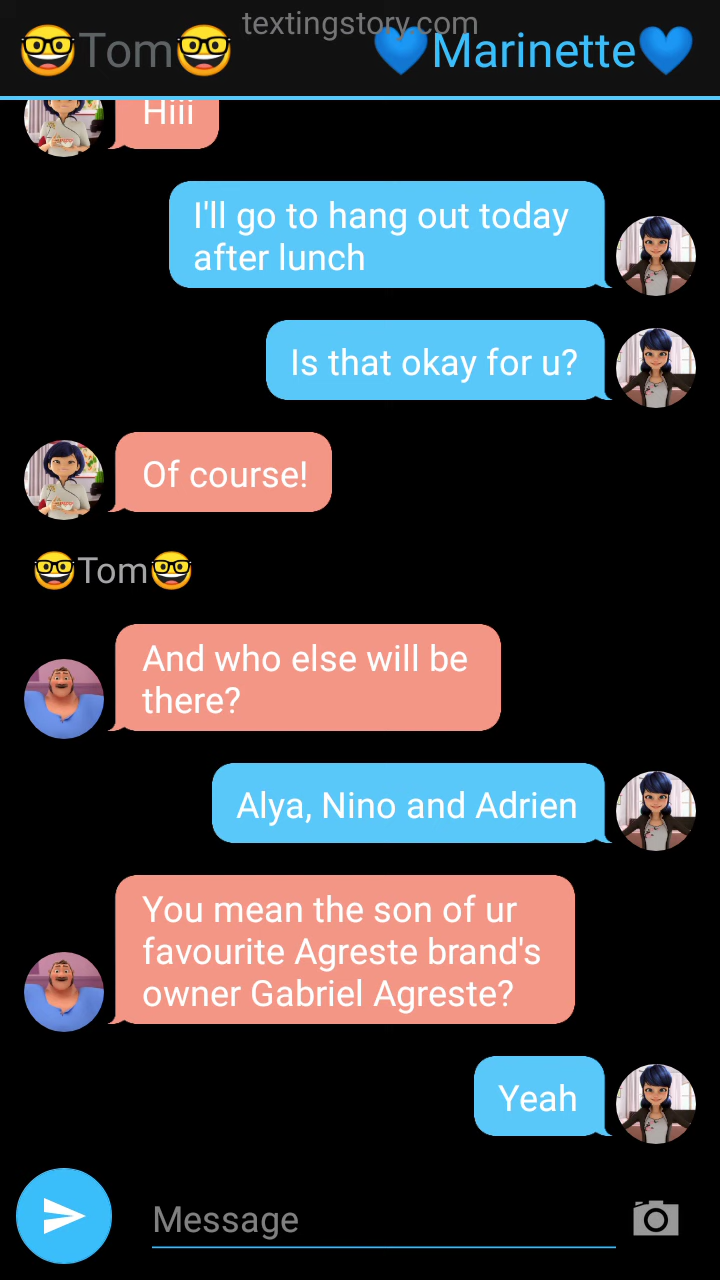 textingstory.com
🤓Tom🤓
💙Marinette💙
Hiii
I'll go to hang out today
after lunch
Is that okay for u?
Of course!
🤓Tom🤓
And who else will be
there?
Alya, Nino and Adrien
You mean the son of ur
favourite Agreste brand's
owner Gabriel Agreste?
Yeah
Message